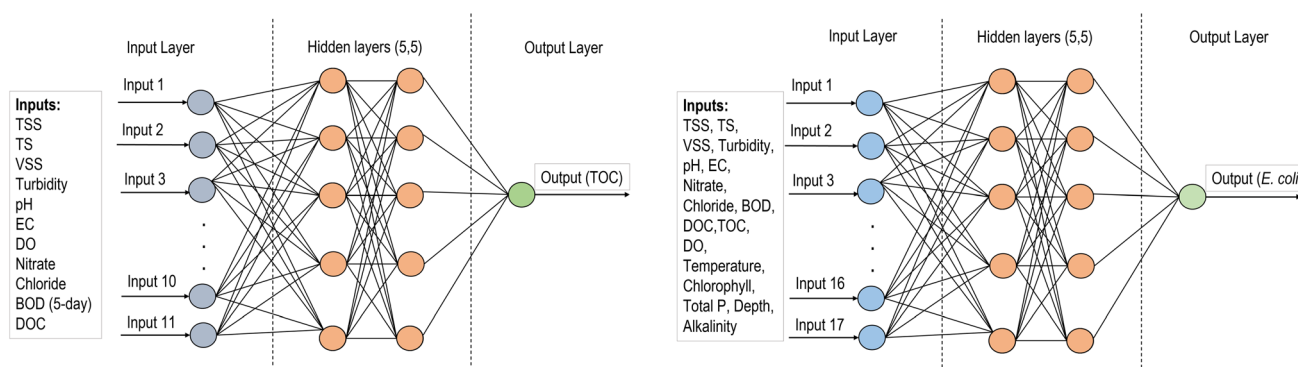 Input Layer
Hidden layers (5,5)
Output Layer
Inputs:
TSS
TS
VSS
Turbidity
pH
EC
DO
Nitrate
Chloride
BOD (5-day)
DOC
Input 1
Input 2
Input 3
Input 10
Input 11
Output (TOC)
Input Layer
Hidden layers (5,5)
Output Layer
Inputs:
TSS, TS,
VSS, Turbidity,
pH, EC,
Nitrate,
Chloride, BOD,
DOC,TOC,
DO,
Temperature,
Chlorophyll,
Total P, Depth,
Alkalinity
Input 1
Input 2
Input 3
Input 16
Input 17
Output (E. coli